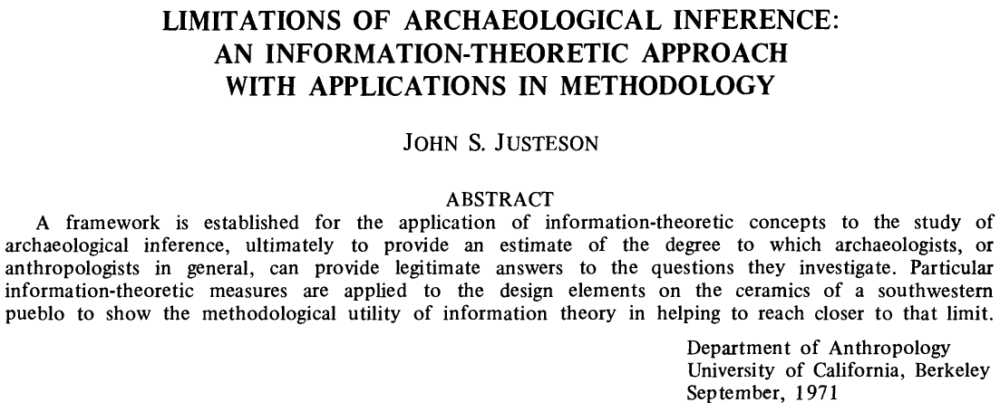 LIMITATIONS OF ARCHAEOLOGICAL INFERENCE:
AN INFORMATION-THEORETIC APPROACH
WITH APPLICATIONS IN METHODOLOGY
JOHN S. JUSTESON
ABSTRACT
A framework is established for the application of information-theoretic concepts to the study of
archaeological inference, ultimately to provide an estimate of the degree to which archaeologists, or
anthropologists in general, can provide legitimate answers to the questions they investigate. Particular
information-theoretic measures are applied to the design elements on the ceramics of a southwestern
pueblo to show the methodological utility of information theory in helping to reach closer to that limit.
Department of Anthropology
University of California, Berkeley
September, 1971